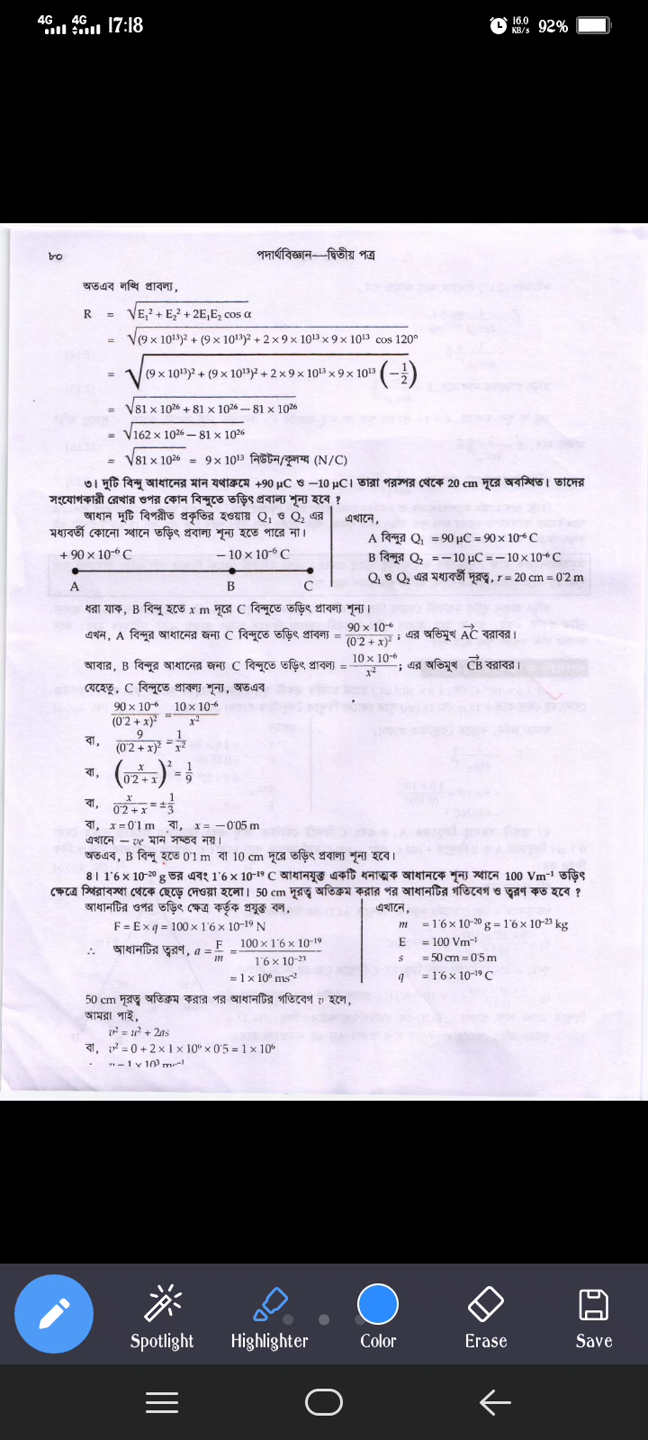 4G 4G 17:18 16.0 KB/s 92%
৮০ পদার্থবিজ্ঞান—দ্বিতীয় পত্র
অতএব লব্ধি প্রাবল্য,
R = √E₁² + E₂² + 2E₁E₂ cos α
= √(9 × 10¹³)² + (9 × 10¹³)² + 2 × 9 × 10¹³ × 9 × 10¹³ cos 120°
= √(9 × 10¹³)² + (9 × 10¹³)² + 2 × 9 × 10¹³ × 9 × 10¹³ (−1/2)
= √81 × 10²⁶ + 81 × 10²⁶ − 81 × 10²⁶
= √162 × 10²⁶ − 81 × 10²⁶
= √81 × 10²⁶ = 9 × 10¹³ নিউটন/কুলম্ব (N/C)
৩। দুটি বিন্দু আধানের মান যথাক্রমে +90 μC ও −10 μC। তারা পরস্পর থেকে 20 cm দূরে অবস্থিত। তাদের
সংযোগকারী রেখার ওপর কোন বিন্দুতে তড়িৎ প্রাবল্য শূন্য হবে ?
আধান দুটি বিপরীত প্রকৃতির হওয়ায় Q₁ ও Q₂ এর
মধ্যবর্তী কোনো স্থানে তড়িৎ প্রাবল্য শূন্য হতে পারে না।
+ 90 × 10⁻⁶ C − 10 × 10⁻⁶ C
A B C
এখানে,
A বিন্দুর Q₁ = 90 μC = 90 × 10⁻⁶ C
B বিন্দুর Q₂ = − 10 μC = − 10 × 10⁻⁶ C
Q₁ ও Q₂ এর মধ্যবর্তী দূরত্ব, r = 20 cm = 0·2 m
ধরা যাক, B বিন্দু হতে x m দূরে C বিন্দুতে তড়িৎ প্রাবল্য শূন্য।
এখন, A বিন্দুর আধানের জন্য C বিন্দুতে তড়িৎ প্রাবল্য = 90 × 10⁻⁶/(0·2 + x)² ; এর অভিমুখ AC⃗ বরাবর।
আবার, B বিন্দুর আধানের জন্য C বিন্দুতে তড়িৎ প্রাবল্য = 10 × 10⁻⁶/x² ; এর অভিমুখ CB⃗ বরাবর।
যেহেতু, C বিন্দুতে প্রাবল্য শূন্য, অতএব
90 × 10⁻⁶/(0·2 + x)² = 10 × 10⁻⁶/x²
বা, 9/(0·2 + x)² = 1/x²
বা, (x/0·2 + x)² = 1/9
বা, x/0·2 + x = ± 1/3
বা, x = 0·1 m বা, x = − 0·05 m
এখানে − ve মান সম্ভব নয়।
অতএব, B বিন্দু হতে 0·1 m বা 10 cm দূরে তড়িৎ প্রাবল্য শূন্য হবে।
৪। 1·6 × 10⁻²⁰ g ভর এবং 1·6 × 10⁻¹⁹ C আধানযুক্ত একটি ধনাত্মক আধানকে শূন্য স্থানে 100 Vm⁻¹ তড়িৎ
ক্ষেত্রে স্থিরাবস্থা থেকে ছেড়ে দেওয়া হলো। 50 cm দূরত্ব অতিক্রম করার পর আধানটির গতিবেগ ও ত্বরণ কত হবে ?
আধানটির ওপর তড়িৎ ক্ষেত্র কর্তৃক প্রযুক্ত বল,
F = E × q = 100 × 1·6 × 10⁻¹⁹ N
∴ আধানটির ত্বরণ, a = F/m = 100 × 1·6 × 10⁻¹⁹/1·6 × 10⁻²³
= 1 × 10⁶ ms⁻²
এখানে,
m = 1·6 × 10⁻²⁰ g = 1·6 × 10⁻²³ kg
E = 100 Vm⁻¹
s = 50 cm = 0·5 m
q = 1·6 × 10⁻¹⁹ C
50 cm দূরত্ব অতিক্রম করার পর আধানটির গতিবেগ v হলে,
আমরা পাই,
v² = u² + 2as
বা, v² = 0 + 2 × 1 × 10⁶ × 0·5 = 1 × 10⁶
Spotlight Highlighter Color Erase Save